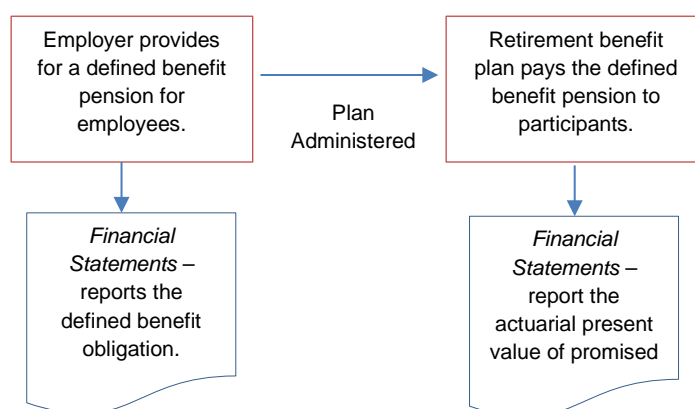 Employer provides
for a defined benefit
pension for
employees.
Plan
Administered
Retirement benefit
plan pays the defined
benefit pension to
participants.
Financial
Statements –
reports the
defined benefit
obligation.
Financial
Statements –
report the
actuarial present
value of promised